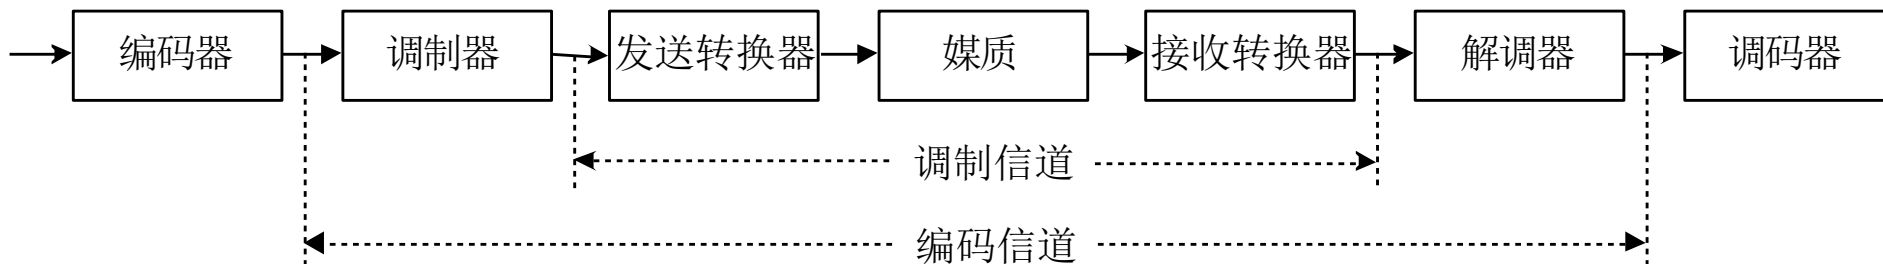 编码器
调制器
发送转换器
媒质
接收转换器
解调器
调码器
调制信道
编码信道